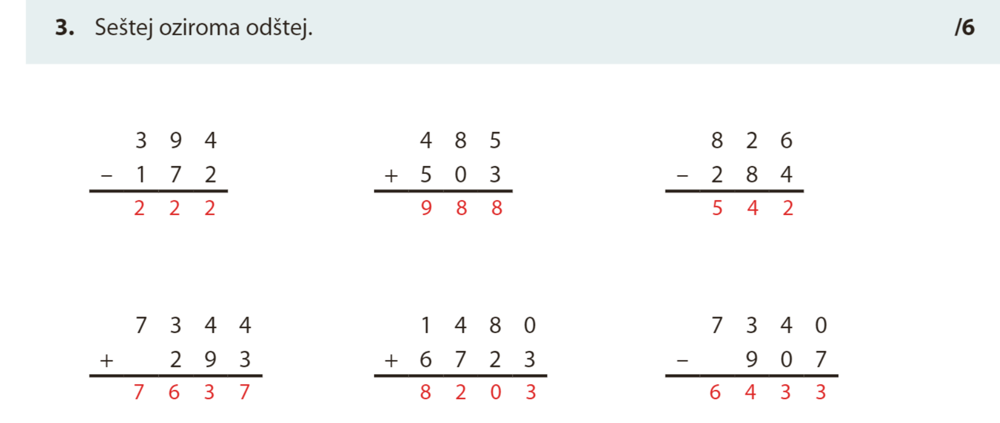 3. Seštej oziroma odštej. /6
3 9 4 4 8 5 8 2 6
– 1 7 2 + 5 0 3 – 2 8 4
2 2 2 9 8 8 5 4 2
7 3 4 4 1 4 8 0 7 3 4 0
+ 2 9 3 + 6 7 2 3 – 9 0 7
7 6 3 7 8 2 0 3 6 4 3 3